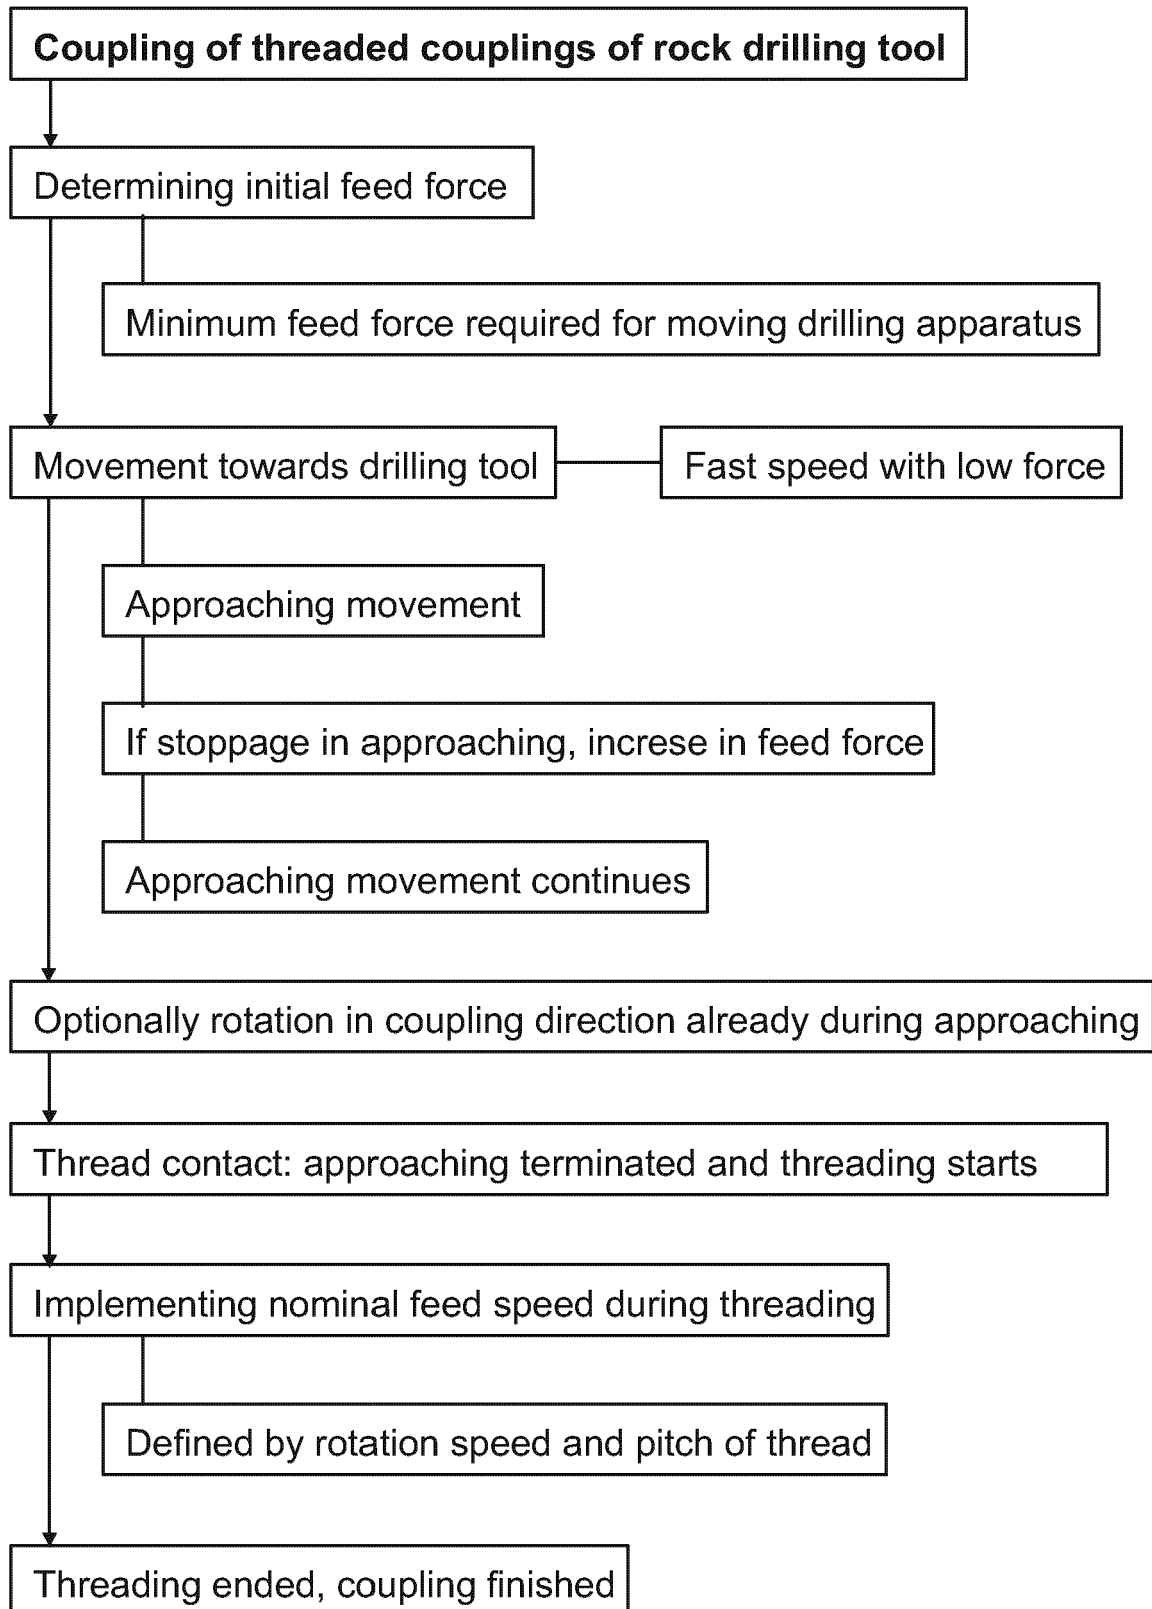 Coupling of threaded couplings of rock drilling tool
Determining initial feed force
Minimum feed force required for moving drilling apparatus
Movement towards drilling tool
Fast speed with low force
Approaching movement
If stoppage in approaching, increse in feed force
Approaching movement continues
Optionally rotation in coupling direction already during approaching
Thread contact: approaching terminated and threading starts
Implementing nominal feed speed during threading
Defined by rotation speed and pitch of thread
Threading ended, coupling finished